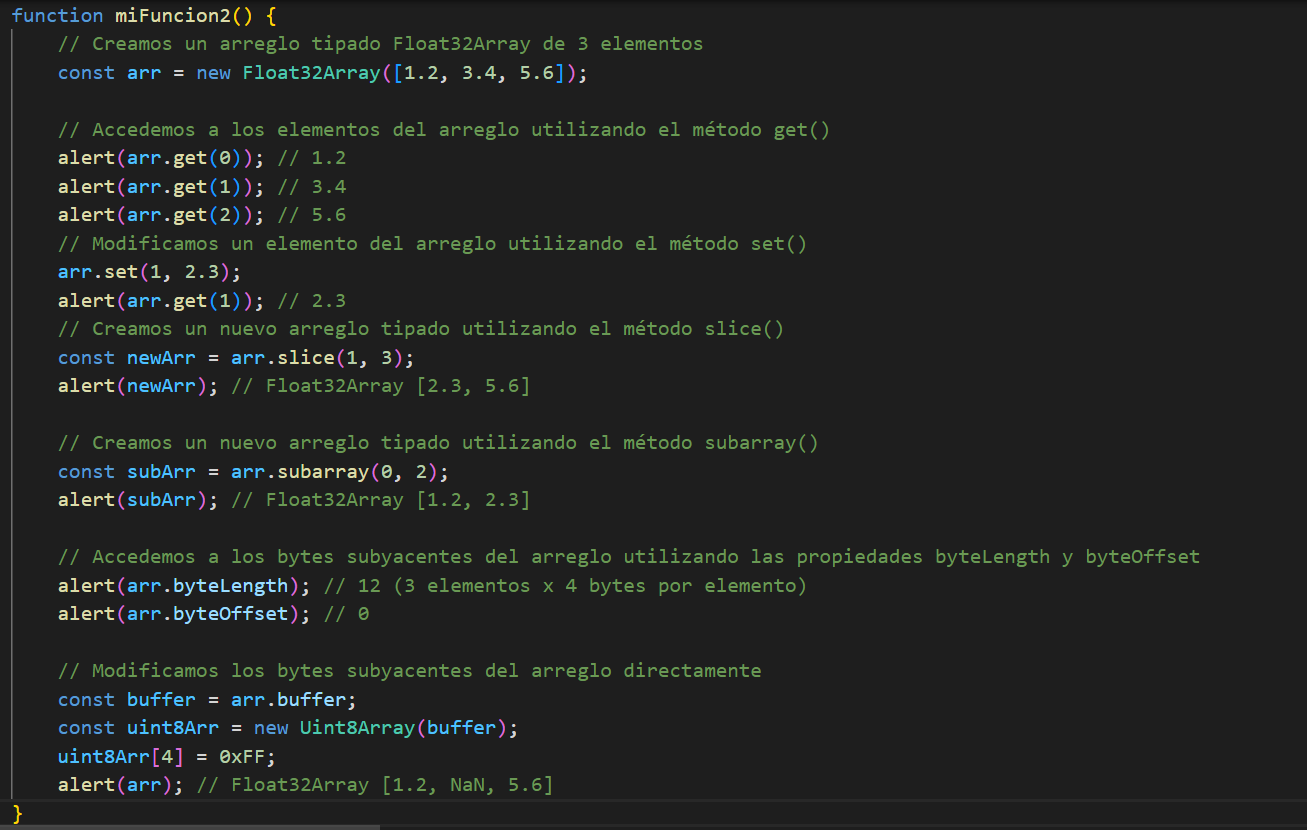 function miFuncion2() {
    // Creamos un arreglo tipado Float32Array de 3 elementos
    const arr = new Float32Array([1.2, 3.4, 5.6]);

    // Accedemos a los elementos del arreglo utilizando el método get()
    alert(arr.get(0)); // 1.2
    alert(arr.get(1)); // 3.4
    alert(arr.get(2)); // 5.6
    // Modificamos un elemento del arreglo utilizando el método set()
    arr.set(1, 2.3);
    alert(arr.get(1)); // 2.3
    // Creamos un nuevo arreglo tipado utilizando el método slice()
    const newArr = arr.slice(1, 3);
    alert(newArr); // Float32Array [2.3, 5.6]

    // Creamos un nuevo arreglo tipado utilizando el método subarray()
    const subArr = arr.subarray(0, 2);
    alert(subArr); // Float32Array [1.2, 2.3]

    // Accedemos a los bytes subyacentes del arreglo utilizando las propiedades byteLength y byteOffset
    alert(arr.byteLength); // 12 (3 elementos x 4 bytes por elemento)
    alert(arr.byteOffset); // 0

    // Modificamos los bytes subyacentes del arreglo directamente
    const buffer = arr.buffer;
    const uint8Arr = new Uint8Array(buffer);
    uint8Arr[4] = 0xFF;
    alert(arr); // Float32Array [1.2, NaN, 5.6]
}